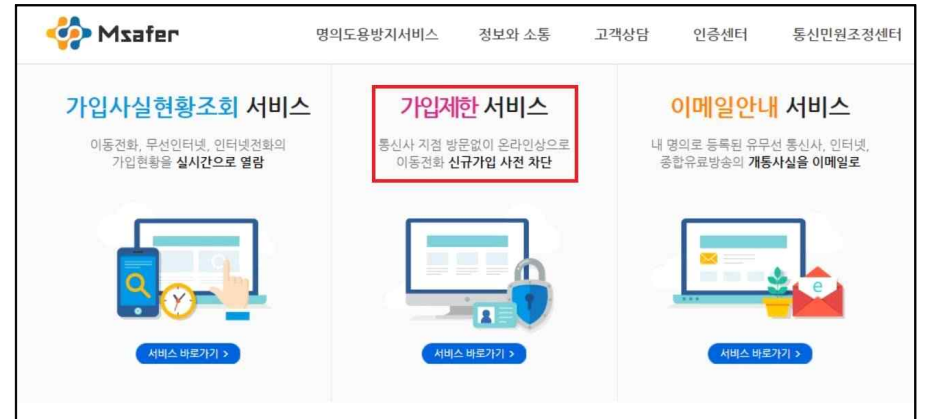 Msafer
명의도용방지서비스 정보와 소통 고객상담 인증센터 통신민원조정센터
가입사실현황조회 서비스
이동전화, 무선인터넷, 인터넷전화의
가입현황을 실시간으로 열람
서비스 바로가기 >
가입제한 서비스
통신사 지점 방문없이 온라인상으로
이동전화 신규가입 사전 차단
서비스 바로가기 >
이메일안내 서비스
내 명의로 등록된 유무선 통신사, 인터넷,
종합유료방송의 개통사실을 이메일로
e
서비스 바로가기 >